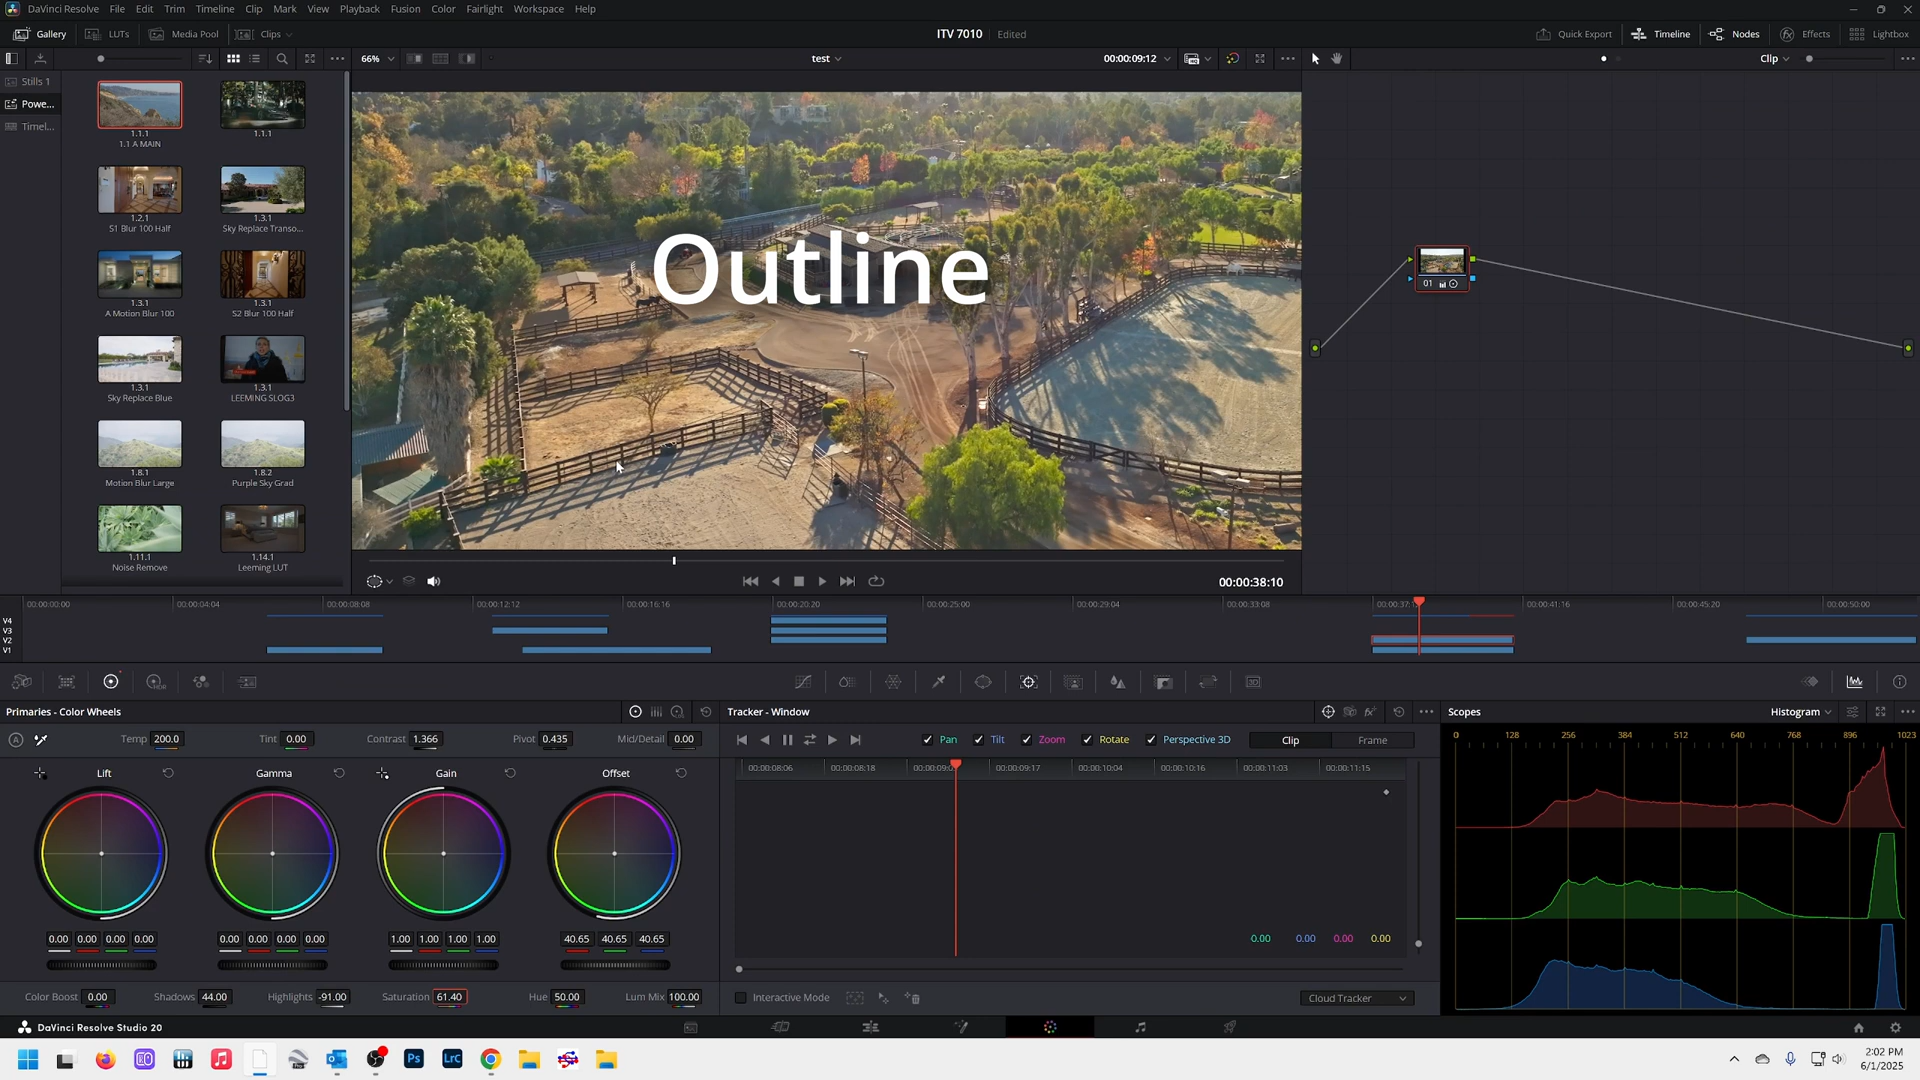 DaVinci Resolve File Edit Trim Timeline Clip Mark View Playback Fusion Color Fairlight Workspace Help
Gallery LUTs Media Pool Clips ITV 7010 Edited Quick Export Timeline Nodes Effects Lightbox
66% test 00:00:09:12 Clip
Stills 1
Powe...
Timel...
1.1.1 1.1.1
1.1 A MAIN
1.2.1 1.3.1
S1 Blur 100 Half Sky Replace Transo...
1.3.1 1.3.1
A Motion Blur 100 S2 Blur 100 Half
1.3.1 1.3.1
Sky Replace Blue LEEMING SLOG3
1.8.1 1.8.2
Motion Blur Large Purple Sky Grad
1.11.1 1.14.1
Noise Remove Leeming LUT
Outline
01
00:00:38:10
00:00:00:00 00:00:04:04 00:00:08:08 00:00:12:12 00:00:16:16 00:00:20:20 00:00:25:00 00:00:29:04 00:00:33:08 00:00:37:1 00:00:41:16 00:00:45:20 00:00:50:00
V4
V3
V2
V1
Primaries - Color Wheels Tracker - Window Scopes Histogram
Temp 200.0 Tint 0.00 Contrast 1.366 Pivot 0.435 Mid/Detail 0.00 Pan Tilt Zoom Rotate Perspective 3D Clip Frame
0 128 256 384 512 640 768 896 1023
Lift Gamma Gain Offset
00:00:08:06 00:00:08:18 00:00:09:0 00:00:09:17 00:00:10:04 00:00:10:16 00:00:11:03 00:00:11:15
0.00 0.00 0.00 0.00 0.00 0.00 0.00 0.00 1.00 1.00 1.00 1.00 40.65 40.65 40.65
0.00 0.00 0.00 0.00
Color Boost 0.00 Shadows 44.00 Highlights -91.00 Saturation 61.40 Hue 50.00 Lum Mix 100.00 Interactive Mode Cloud Tracker
DaVinci Resolve Studio 20
Ps LrC
2:02 PM
6/1/2025